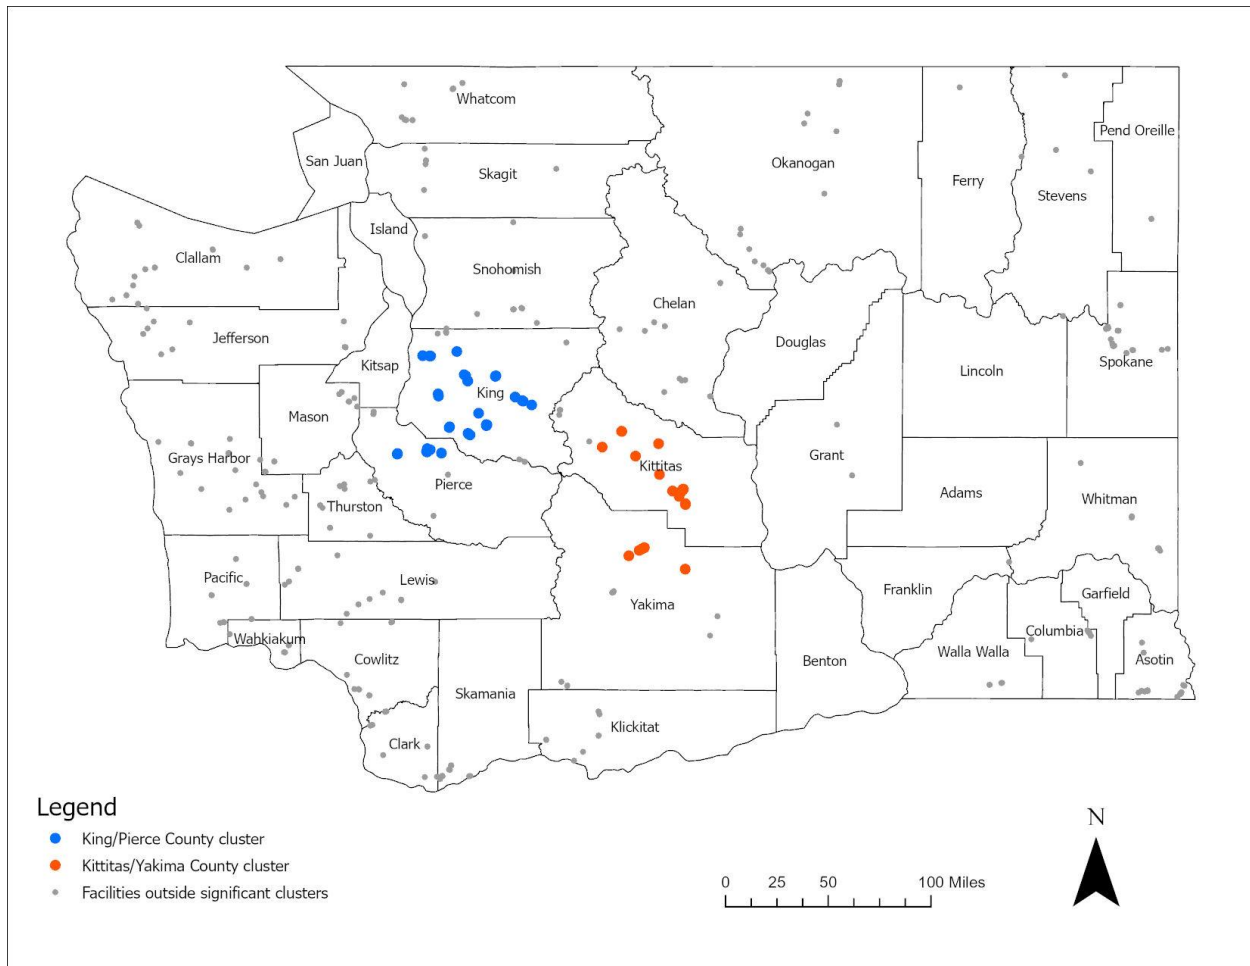 Whatcom
Pend Oreille
San Juan
Skagit
Okanogan
Ferry
Stevens
Island
Clallam
Snohomish
Chelan
Jefferson
Douglas
Kitsap
Spokane
Lincoln
King
Mason
Grays Harbor
Kittitas
Grant
Pierce
Adams
Whitman
Thurston
Pacific
Lewis
Franklin
Garfield
Yakima
Columbia
Wahkiakum
Walla Walla
Cowlitz
Benton
Asotin
Skamania
Klickitat
Clark
Legend
King/Pierce County cluster
Kittitas/Yakima County cluster
Facilities outside significant clusters
0 25 50 100 Miles
N